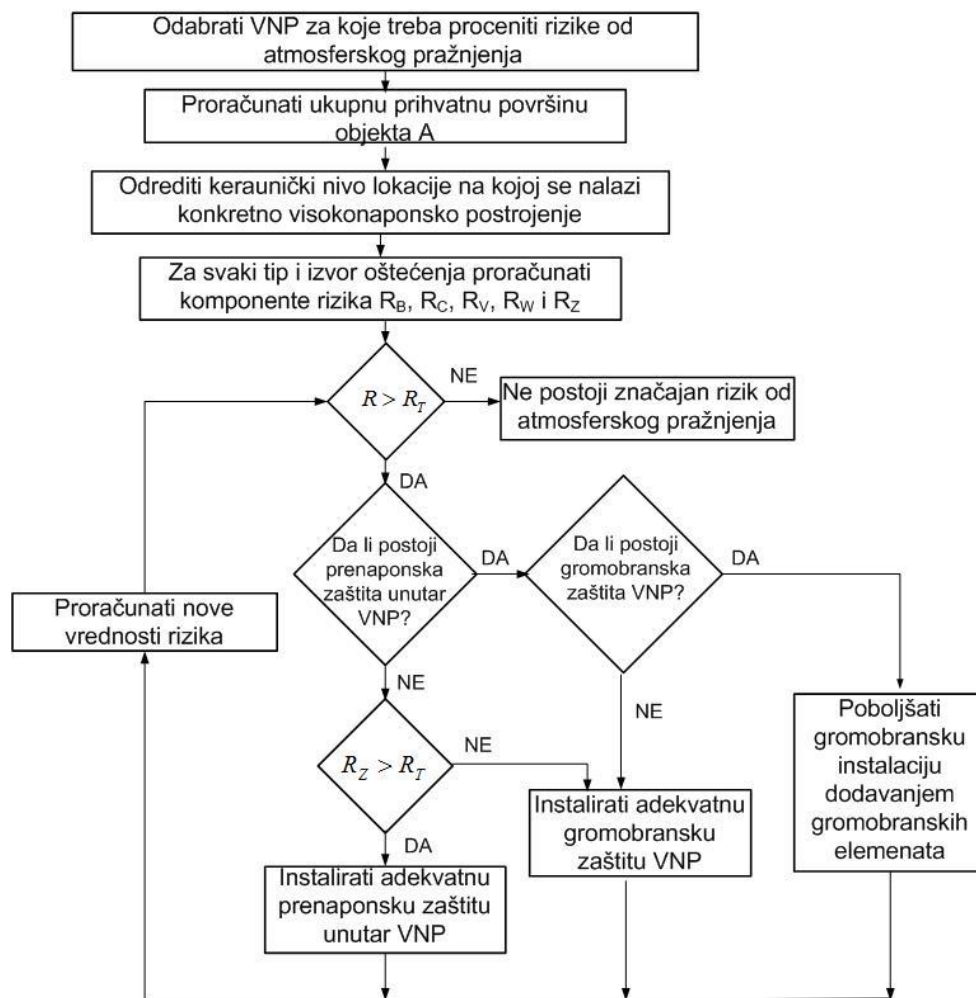 Odabrati VNP za koje treba proceniti rizike od
atmosferskog pražnjenja
Proračunati ukupnu prihvatnu površinu
objekta A
Odrediti keraunički nivo lokacije na kojoj se nalazi
konkretno visokonaponsko postrojenje
Za svaki tip i izvor oštećenja proračunati
komponente rizika R_B, R_C, R_V, R_W i R_Z
R > R_T
NE
Ne postoji značajan rizik od
atmosferskog pražnjenja
DA
Da li postoji
prenaponska
zaštita unutar
VNP?
DA
Da li postoji
gromobranska
zaštita VNP?
DA
Proračunati nove
vrednosti rizika
NE
NE
R_Z > R_T
NE
Poboljšati
gromobransku
instalaciju
dodavanjem
gromobranskih
elemenata
Instalirati adekvatnu
gromobransku
zaštitu VNP
DA
Instalirati adekvatnu
prenaponsku zaštitu
unutar VNP